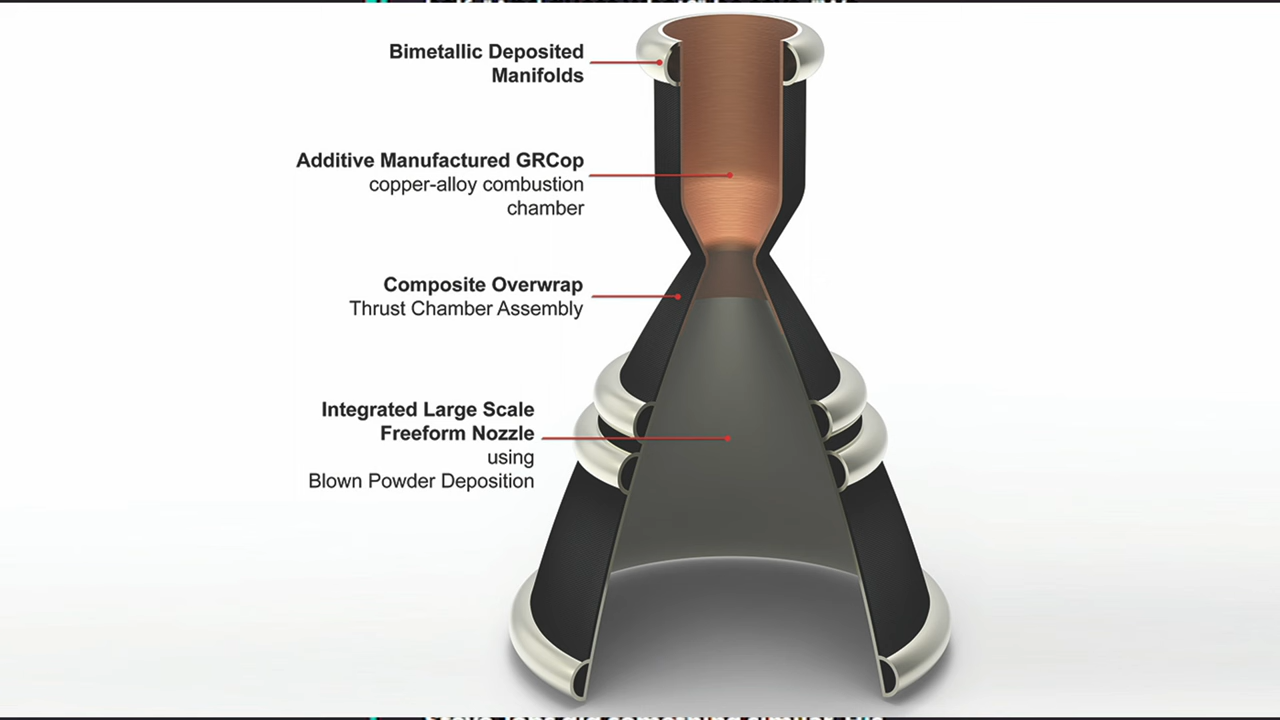 Bimetallic Deposited
Manifolds
Additive Manufactured GRCop
copper-alloy combustion
chamber
Composite Overwrap
Thrust Chamber Assembly
Integrated Large Scale
Freeform Nozzle
using
Blown Powder Deposition